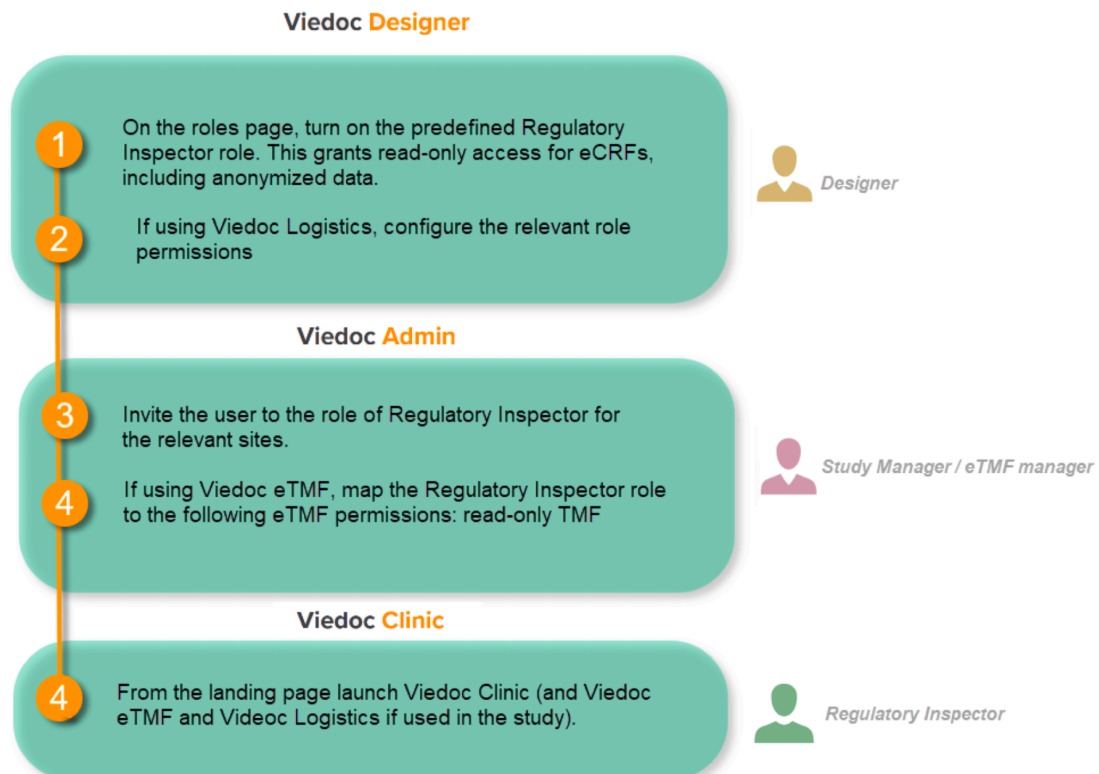 Viedoc Designer
1
On the roles page, turn on the predefined Regulatory
Inspector role. This grants read-only access for eCRFs,
including anonymized data.
2
If using Viedoc Logistics, configure the relevant role
permissions
Designer
Viedoc Admin
3
Invite the user to the role of Regulatory Inspector for
the relevant sites.
4
If using Viedoc eTMF, map the Regulatory Inspector role
to the following eTMF permissions: read-only TMF
Study Manager / eTMF manager
Viedoc Clinic
4
From the landing page launch Viedoc Clinic (and Viedoc
eTMF and Videoc Logistics if used in the study).
Regulatory Inspector